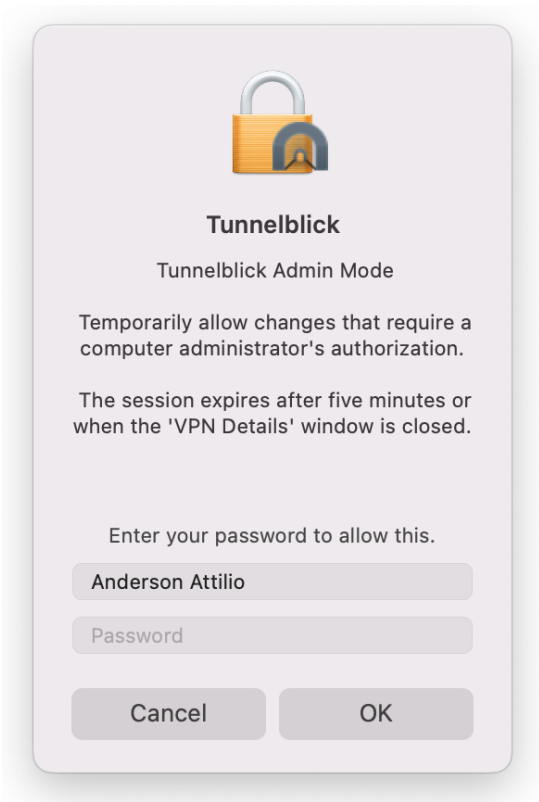 Tunnelblick
Tunnelblick Admin Mode
Temporarily allow changes that require a
computer administrator's authorization.
The session expires after five minutes or
when the 'VPN Details' window is closed.
Enter your password to allow this.
Anderson Attilio
Password
Cancel
OK